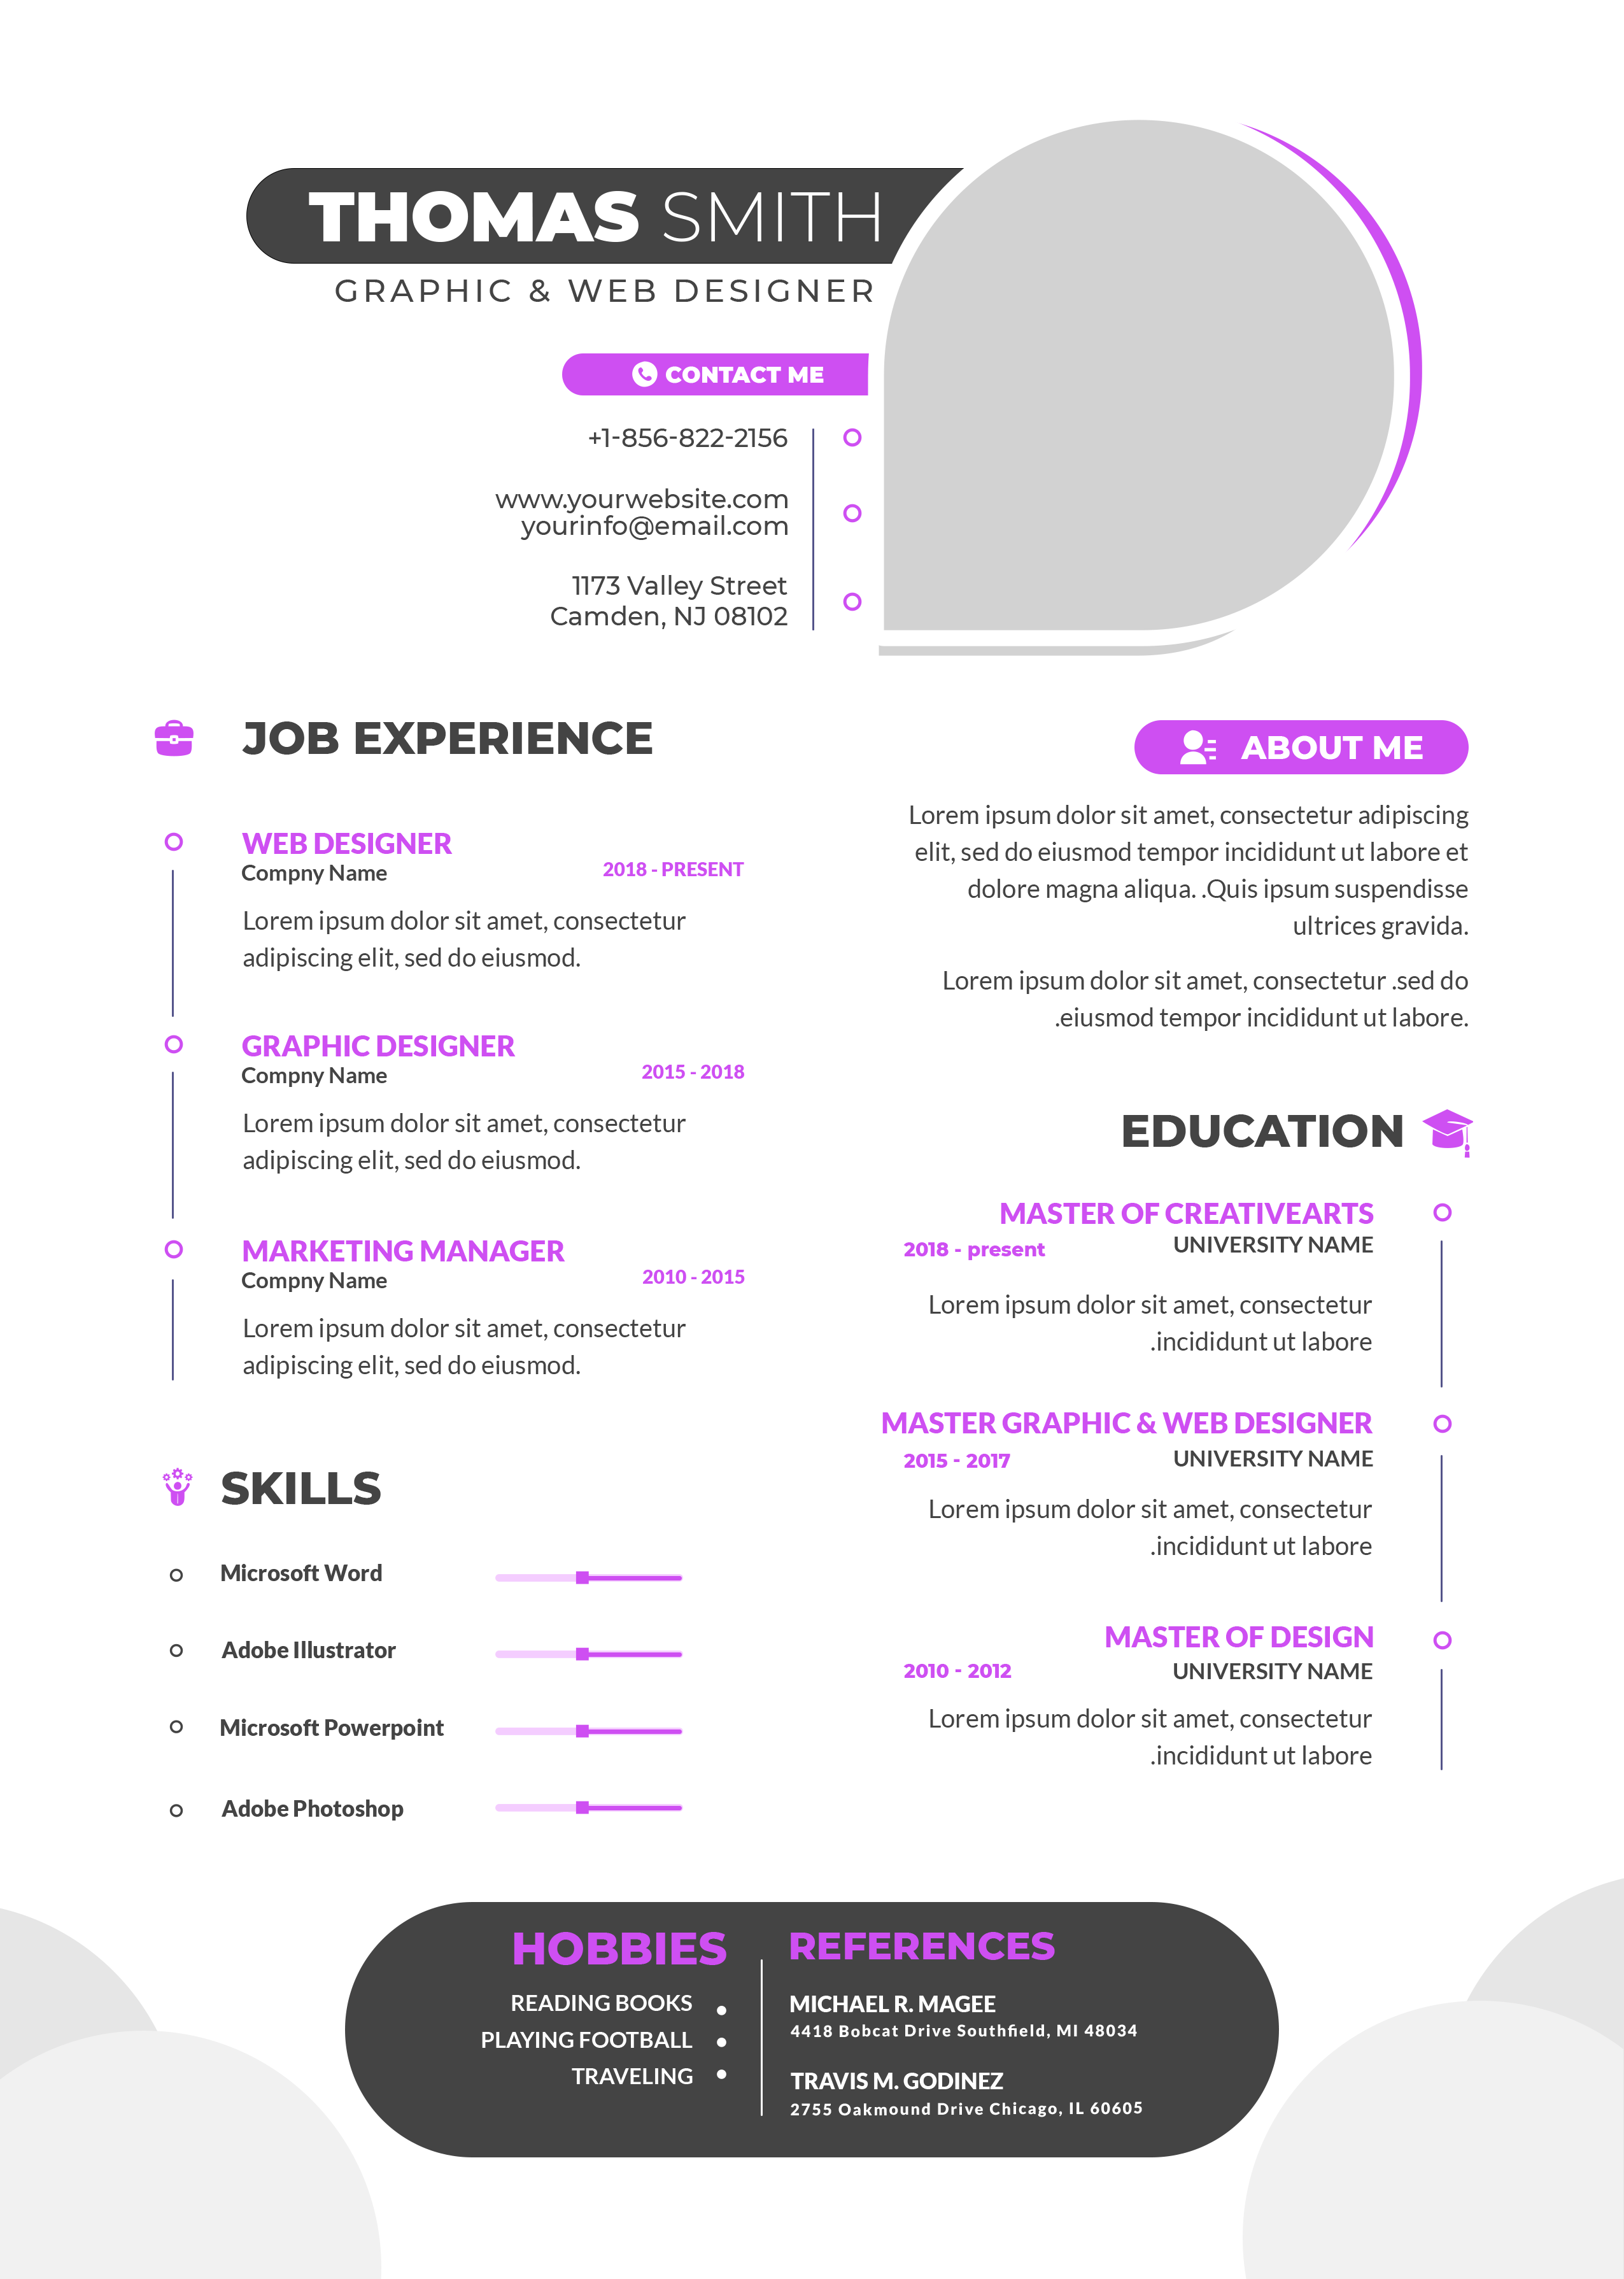 THOMAS SMITH
GRAPHIC & WEB DESIGNER
CONTACT ME
+1-856-822-2156
www.yourwebsite.com
yourinfo@email.com
1173 Valley Street
Camden, NJ 08102
JOB EXPERIENCE
WEB DESIGNER
Compny Name
2018 - PRESENT
Lorem ipsum dolor sit amet, consectetur
adipiscing elit, sed do eiusmod.
GRAPHIC DESIGNER
Compny Name
2015 - 2018
Lorem ipsum dolor sit amet, consectetur
adipiscing elit, sed do eiusmod.
MARKETING MANAGER
Compny Name
2010 - 2015
Lorem ipsum dolor sit amet, consectetur
adipiscing elit, sed do eiusmod.
SKILLS
Microsoft Word
Adobe Illustrator
Microsoft Powerpoint
Adobe Photoshop
ABOUT ME
Lorem ipsum dolor sit amet, consectetur adipiscing
elit, sed do eiusmod tempor incididunt ut labore et
dolore magna aliqua. .Quis ipsum suspendisse
ultrices gravida.
Lorem ipsum dolor sit amet, consectetur .sed do
.eiusmod tempor incididunt ut labore.
EDUCATION
MASTER OF CREATIVEARTS
2018 - present
UNIVERSITY NAME
Lorem ipsum dolor sit amet, consectetur
.incididunt ut labore
MASTER GRAPHIC & WEB DESIGNER
2015 - 2017
UNIVERSITY NAME
Lorem ipsum dolor sit amet, consectetur
.incididunt ut labore
MASTER OF DESIGN
2010 - 2012
UNIVERSITY NAME
Lorem ipsum dolor sit amet, consectetur
.incididunt ut labore
HOBBIES
READING BOOKS
PLAYING FOOTBALL
TRAVELING
REFERENCES
MICHAEL R. MAGEE
4418 Bobcat Drive Southfield, MI 48034
TRAVIS M. GODINEZ
2755 Oakmound Drive Chicago, IL 60605